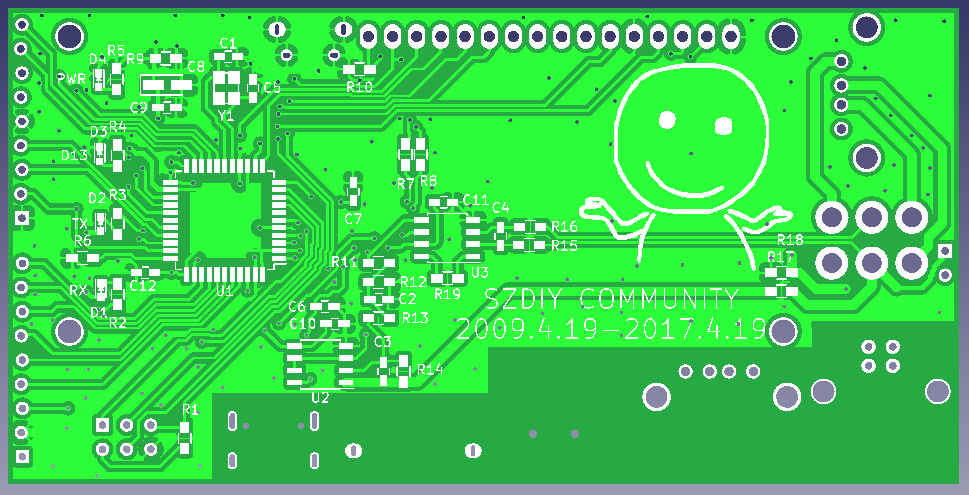 C1
R5
D4
R9
PWR
C8
C5
R10
C9
Y1
D3
R4
D13
R7
R8
D2
R3
TX
C7
C11
C4
R16
R15
R6
R18
R17
R11
U3
C12
RX
U1
R12
R19
D1
R2
C6
C2
C10
R13
SZDIY COMMUNITY
2009.4.19-2017.4.19
C3
R14
U2
R1